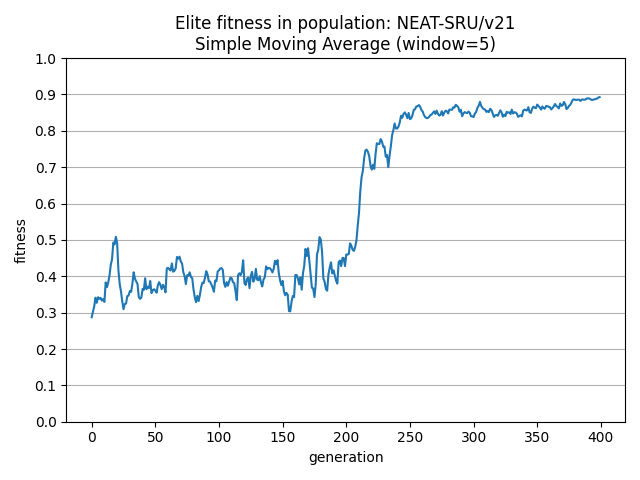 Elite fitness in population: NEAT-SRU/v21
Simple Moving Average (window=5)
1.0
0.9
0.8
0.7
0.6
0.5
0.4
0.3
0.2
0.1
0.0
fitness
0 50 100 150 200 250 300 350 400
generation